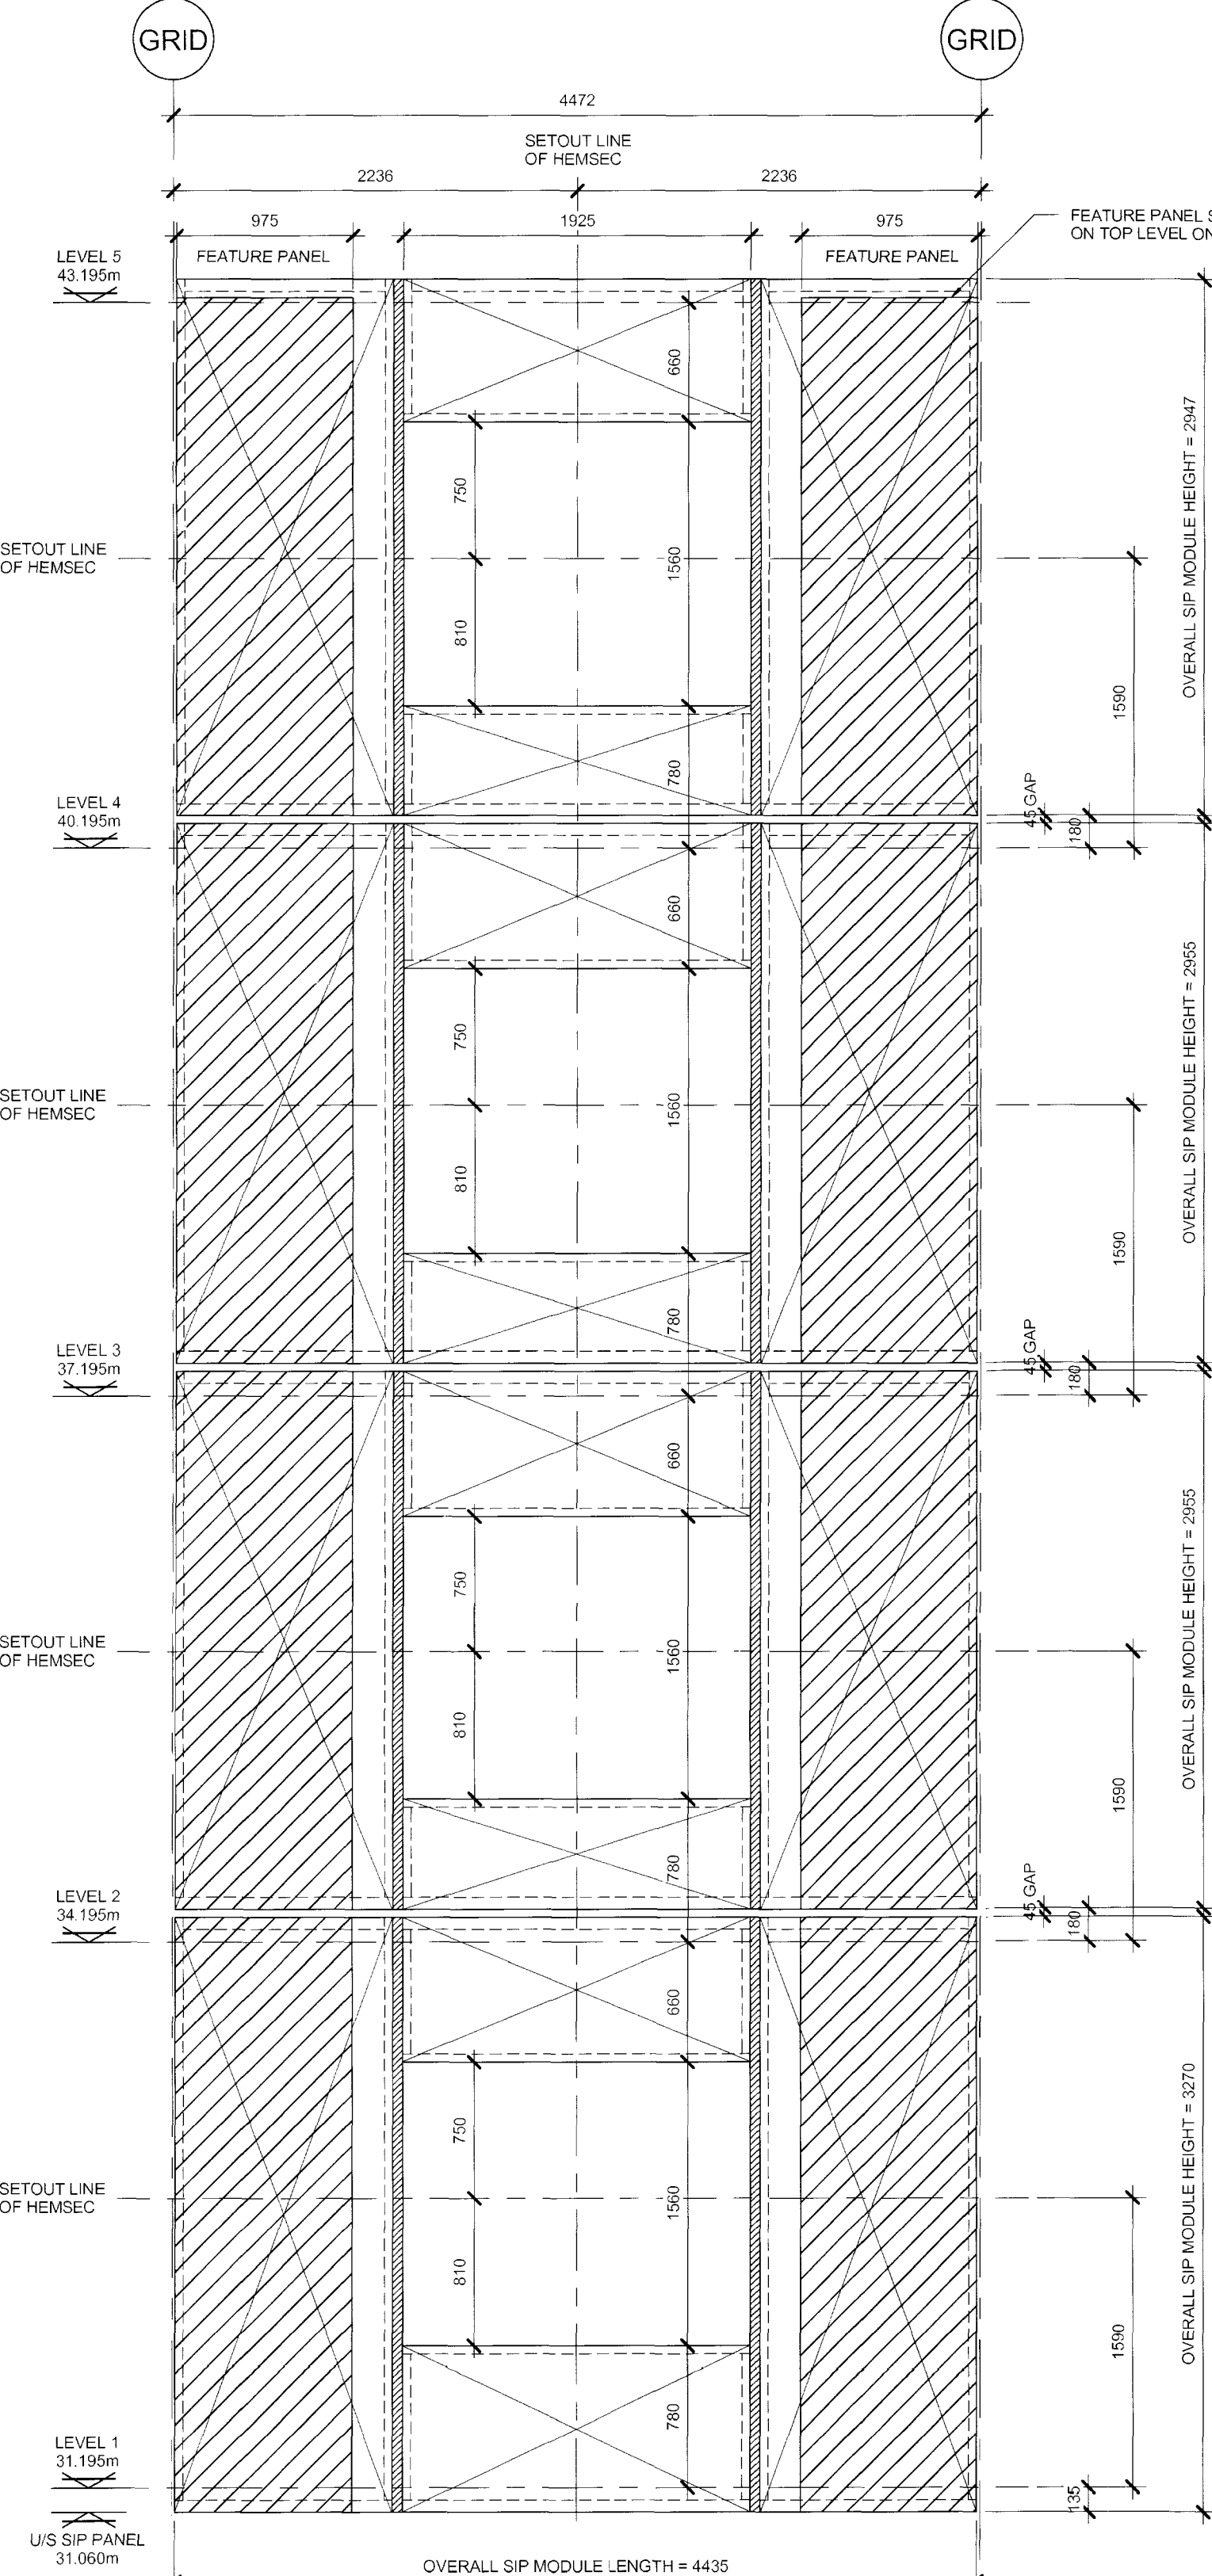 GRID
GRID
4472
SETOUT LINE
OF HEMSEC
2236
2236
975
1925
975
FEATURE PANEL
ON TOP LEVEL
LEVEL 5
43.195m
FEATURE PANEL
FEATURE PANEL
660
750
OVERALL SIP MODULE HEIGHT = 2947
SETOUT LINE
OF HEMSEC
1560
810
1590
780
LEVEL 4
40.195m
45 GAP
180
660
750
OVERALL SIP MODULE HEIGHT = 2955
SETOUT LINE
OF HEMSEC
1560
810
1590
780
LEVEL 3
37.195m
45 GAP
180
660
750
OVERALL SIP MODULE HEIGHT = 2955
SETOUT LINE
OF HEMSEC
1560
810
1590
780
LEVEL 2
34.195m
45 GAP
180
660
750
OVERALL SIP MODULE HEIGHT = 3270
SETOUT LINE
OF HEMSEC
1560
810
1590
780
LEVEL 1
31.195m
135
U/S SIP PANEL
31.060m
OVERALL SIP MODULE LENGTH = 4435